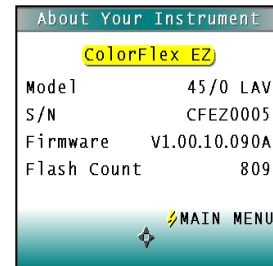 About Your Instrument
ColorFlex EZ
Model 45/0 LAV
S/N CFEZ0005
Firmware V1.00.10.090A
Flash Count 809
MAIN MENU